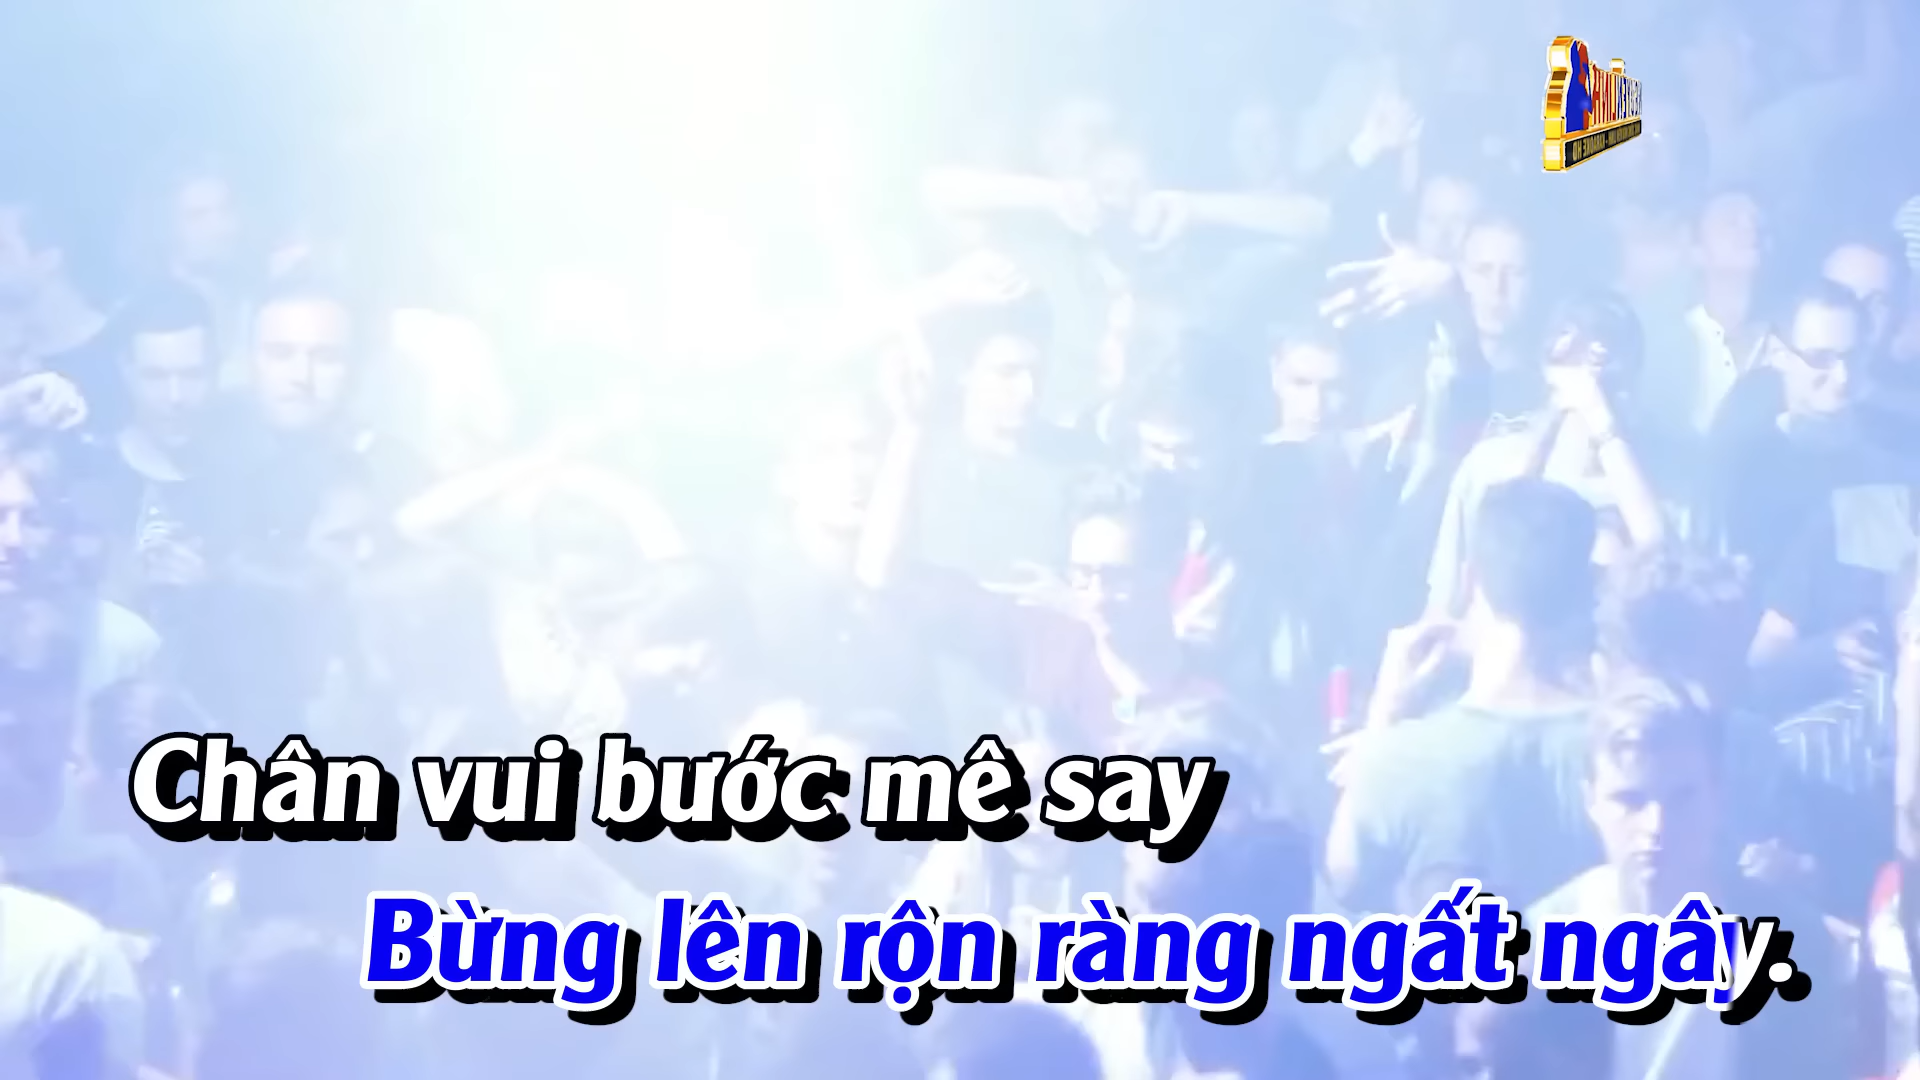 Chân vui bước mê say
Bừng lên rộn ràng ngất ngây.